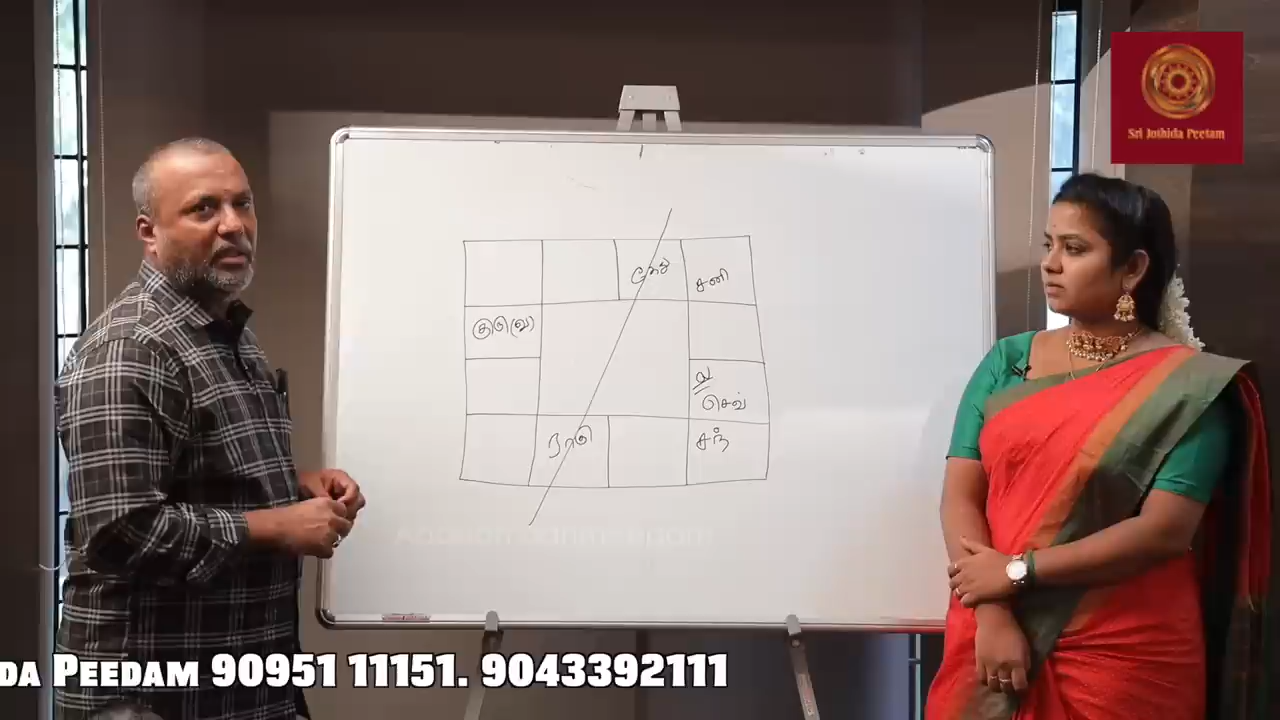 Sri Jothida Peetam
கேது
சனி
குரு(வ)
ல
செவ்
ராகு
சந்
DA PEEDAM 90951 11151. 9043392111